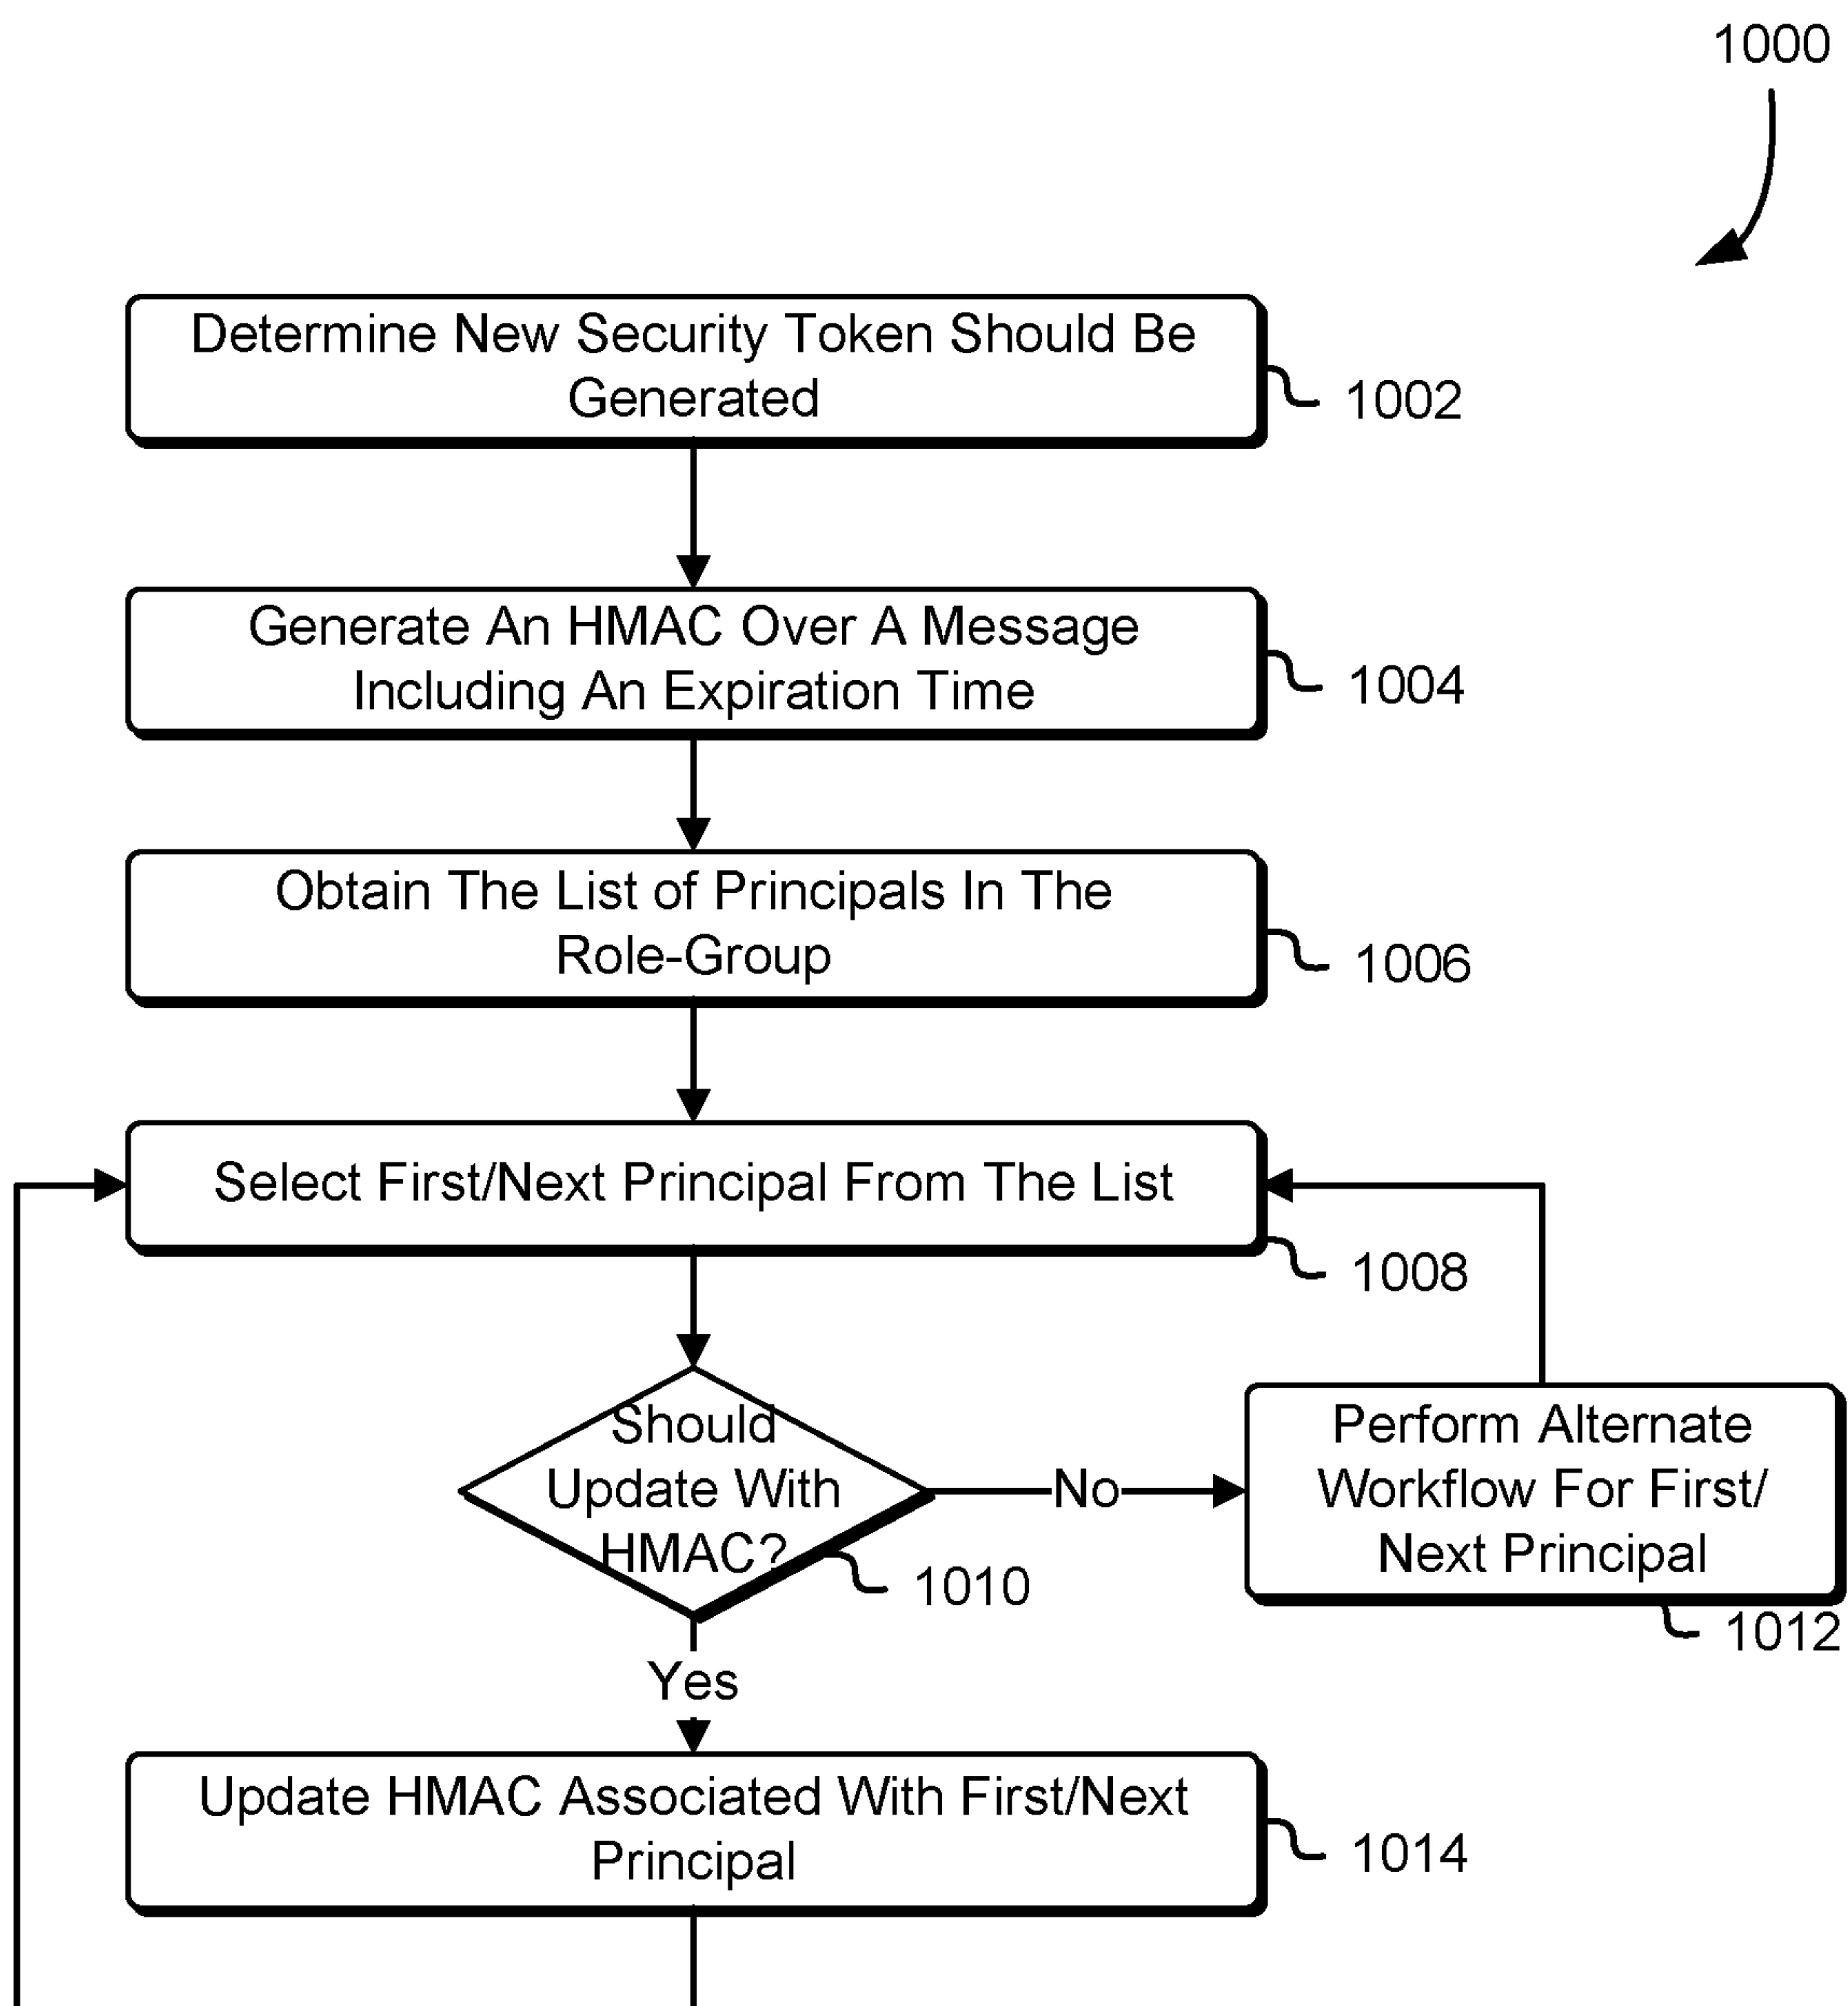 1000
Determine New Security Token Should Be
Generated
1002
Generate An HMAC Over A Message
Including An Expiration Time
1004
Obtain The List of Principals In The
Role-Group
1006
Select First/Next Principal From The List
1008
Should
Update With
HMAC?
1010
No
Perform Alternate
Workflow For First/
Next Principal
1012
Yes
Update HMAC Associated With First/Next
Principal
1014